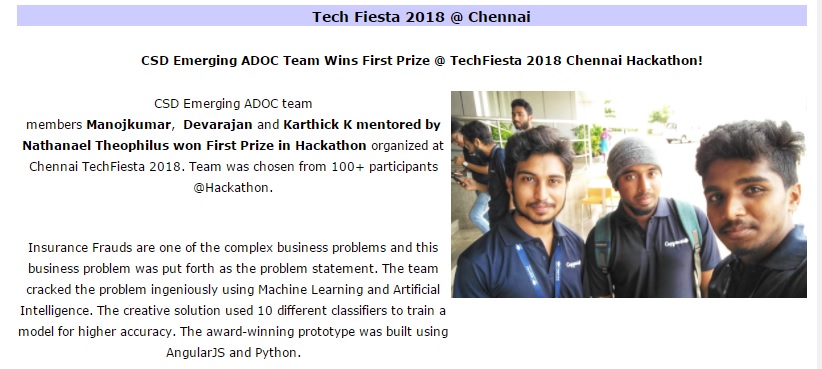 Tech Fiesta 2018 @ Chennai
CSD Emerging ADOC Team Wins First Prize @ TechFiesta 2018 Chennai Hackathon!
CSD Emerging ADOC team
members Manojkumar, Devarajan and Karthick K mentored by
Nathanael Theophilus won First Prize in Hackathon organized at
Chennai TechFiesta 2018. Team was chosen from 100+ participants
@Hackathon.
Insurance Frauds are one of the complex business problems and this
business problem was put forth as the problem statement. The team
cracked the problem ingeniously using Machine Learning and Artificial
Intelligence. The creative solution used 10 different classifiers to train a
model for higher accuracy. The award-winning prototype was built using
AngularJS and Python.